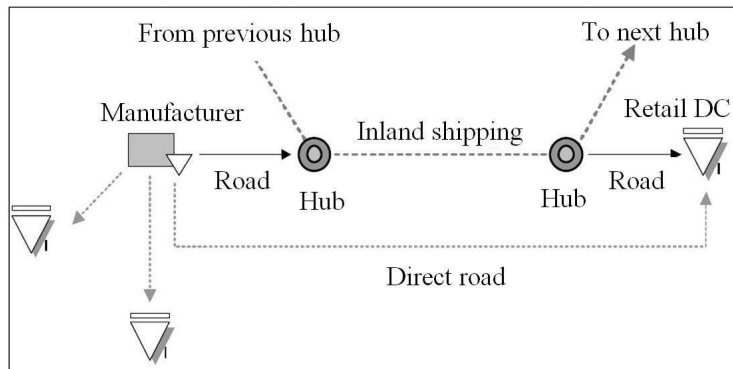 From previous hub
To next hub
Manufacturer
Retail DC
Inland shipping
Road
Road
Hub
Hub
Direct road
I
I
I